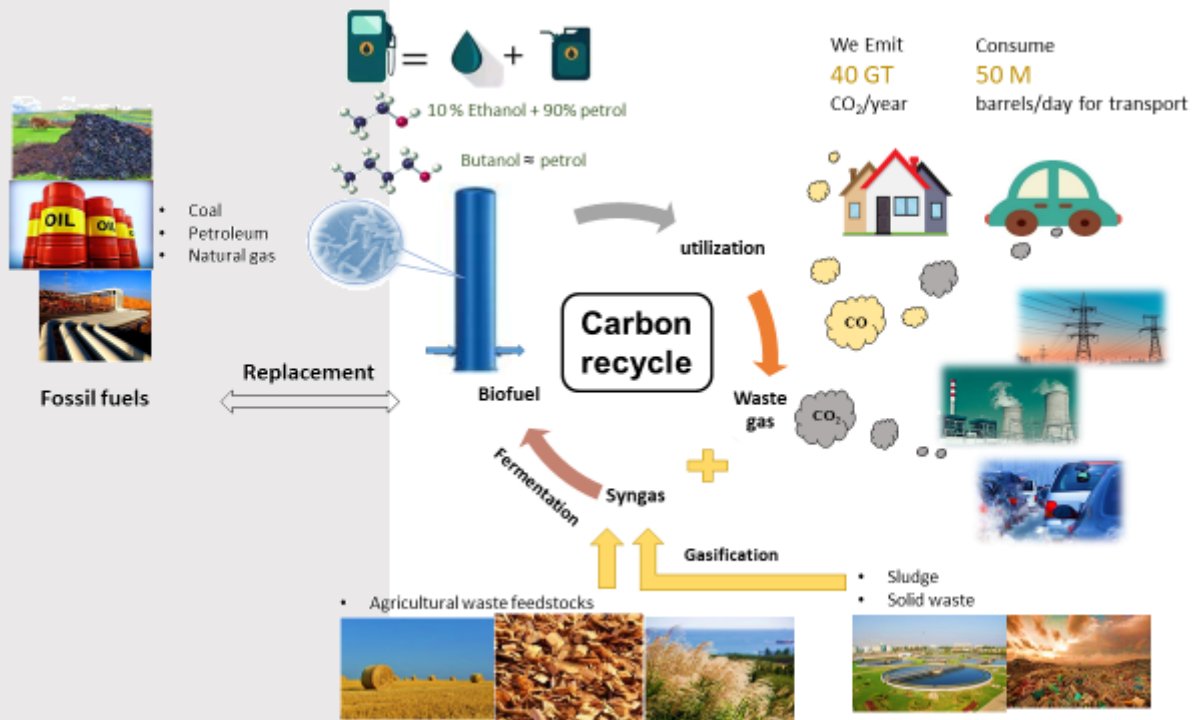 We Emit
40 GT
CO₂/year
Consume
50 M
barrels/day for transport
=
+
10 % Ethanol + 90% petrol
Butanol ≈ petrol
OIL
OIL
• Coal
• Petroleum
• Natural gas
Fossil fuels
Replacement
utilization
Carbon
recycle
Biofuel
Waste
gas
CO
CO₂
Fermentation
Syngas
Gasification
• Agricultural waste feedstocks
• Sludge
• Solid waste